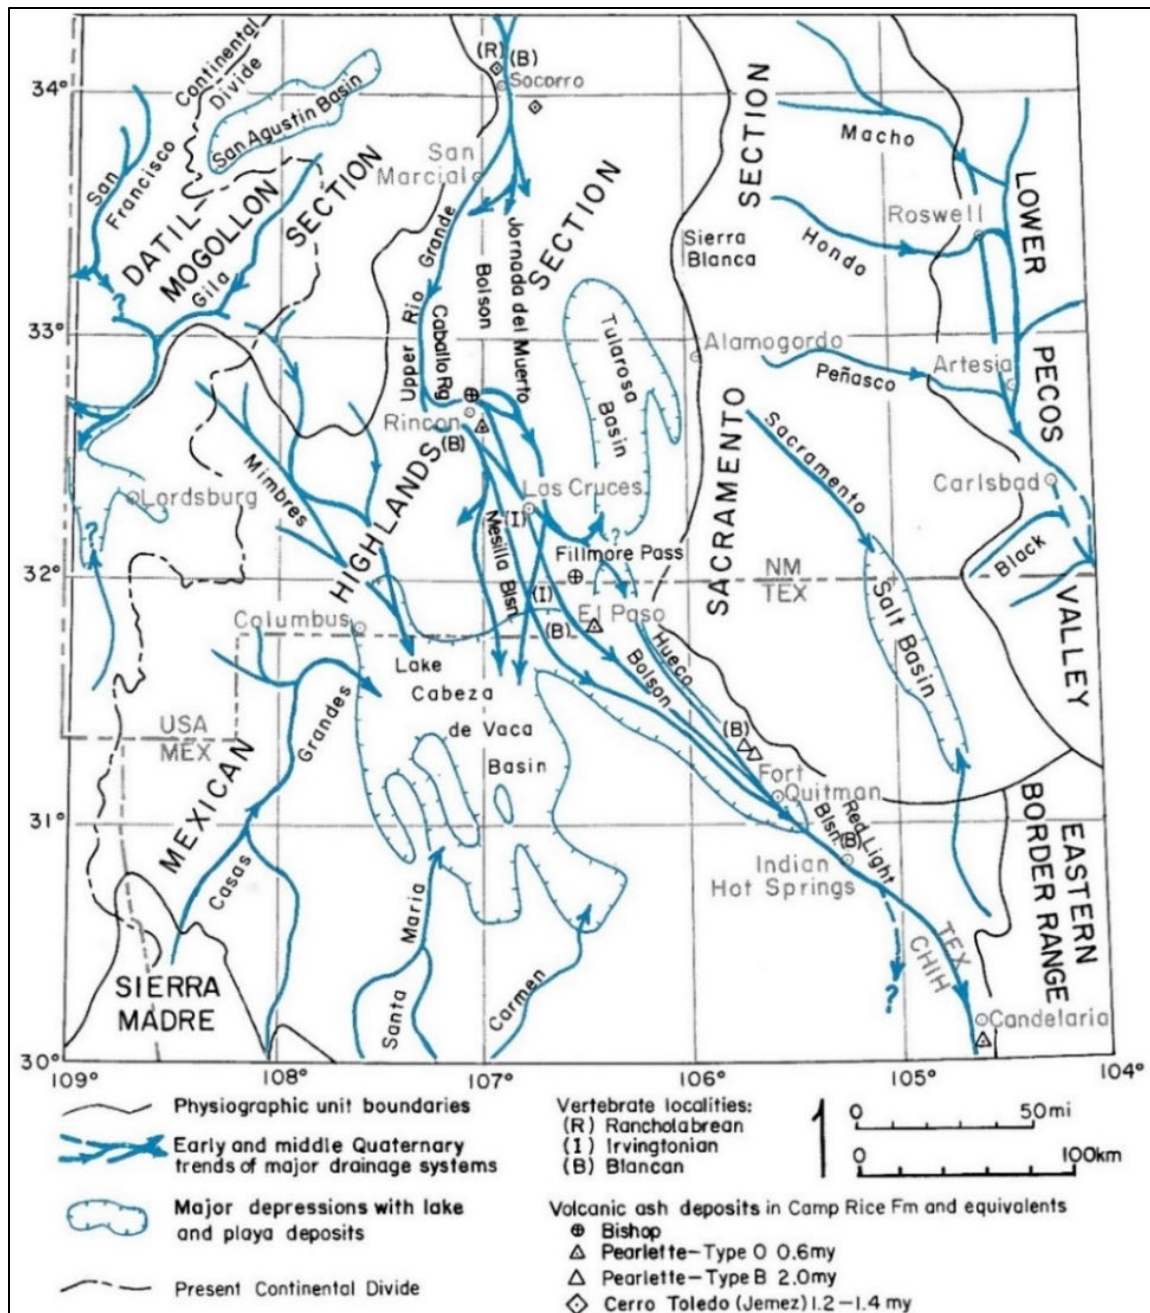 Continental
Divide
(R) (B)
Socorro
34°
San Agustin Basin
San
Francisco
San
Marcial
DATIL-
MOGOLLON
SECTION
Gila
Macho
Roswell
Hondo
LOWER
SECTION
Sierra
Blanca
SECTION
Rio
Grande
Upper
Bolson
Jornada del Muerto
Caballo Rg
33°
Tularosa
Basin
Alamogordo
Peñasco
Artesia
PECOS
Rincon
(B)
Sacramento
SACRAMENTO
Carlsbad
Lordsburg
Mimbres
HIGHLANDS
Las Cruces
(I)
Mesilla Blsn
?
?
?
Fillmore Pass
Black
32°
NM
TEX
(I)
El Paso
(B)
Salt Basin
VALLEY
Columbus
Lake
Cabeza
de Vaca
Basin
Hueco
Bolson
USA
MEX
Grandes
(B)
Fort
Quitman
31°
MEXICAN
Casas
Red Light
Blsn
(B)
Indian
Hot Springs
EASTERN
BORDER RANGE
Santa
Maria
Carmen
TEX
CHIH
?
SIERRA
MADRE
Candelaria
30°
109° 108° 107° 106° 105° 104°
Physiographic unit boundaries
Early and middle Quaternary
trends of major drainage systems
Major depressions with lake
and playa deposits
Present Continental Divide
Vertebrate localities:
(R) Rancholabrean
(I) Irvingtonian
(B) Blancan
0 50 mi
0 100km
Volcanic ash deposits in Camp Rice Fm and equivalents
Bishop
Pearlette-Type O 0.6my
Pearlette-Type B 2.0my
Cerro Toledo (Jemez) 1.2-1.4 my